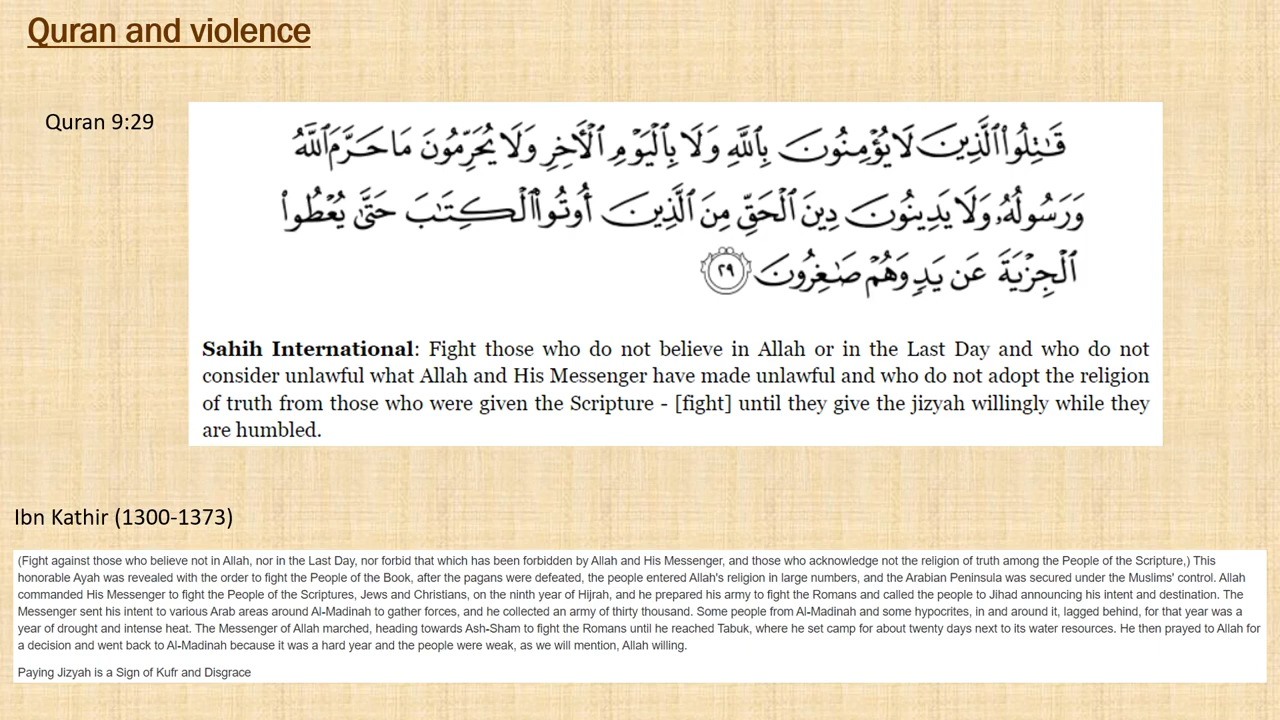 Quran and violence
Quran 9:29
قَـٰتِلُوا۟ ٱلَّذِينَ لَا يُؤْمِنُونَ بِٱللَّهِ وَلَا بِٱلْيَوْمِ ٱلْـَٔاخِرِ وَلَا يُحَرِّمُونَ مَا حَرَّمَ ٱللَّهُ
وَرَسُولُهُۥ وَلَا يَدِينُونَ دِينَ ٱلْحَقِّ مِنَ ٱلَّذِينَ أُوتُوا۟ ٱلْكِتَـٰبَ حَتَّىٰ يُعْطُوا۟
ٱلْجِزْيَةَ عَن يَدٍ وَهُمْ صَـٰغِرُونَ ٢٩
Sahih International: Fight those who do not believe in Allah or in the Last Day and who do not
consider unlawful what Allah and His Messenger have made unlawful and who do not adopt the religion
of truth from those who were given the Scripture - [fight] until they give the jizyah willingly while they
are humbled.
Ibn Kathir (1300-1373)
(Fight against those who believe not in Allah, nor in the Last Day, nor forbid that which has been forbidden by Allah and His Messenger, and those who acknowledge not the religion of truth among the People of the Scripture,) This
honorable Ayah was revealed with the order to fight the People of the Book, after the pagans were defeated, the people entered Allah's religion in large numbers, and the Arabian Peninsula was secured under the Muslims' control. Allah
commanded His Messenger to fight the People of the Scriptures, Jews and Christians, on the ninth year of Hijrah, and he prepared his army to fight the Romans and called the people to Jihad announcing his intent and destination. The
Messenger sent his intent to various Arab areas around Al-Madinah to gather forces, and he collected an army of thirty thousand. Some people from Al-Madinah and some hypocrites, in and around it, lagged behind, for that year was a
year of drought and intense heat. The Messenger of Allah marched, heading towards Ash-Sham to fight the Romans until he reached Tabuk, where he set camp for about twenty days next to its water resources. He then prayed to Allah for
a decision and went back to Al-Madinah because it was a hard year and the people were weak, as we will mention, Allah willing.
Paying Jizyah is a Sign of Kufr and Disgrace